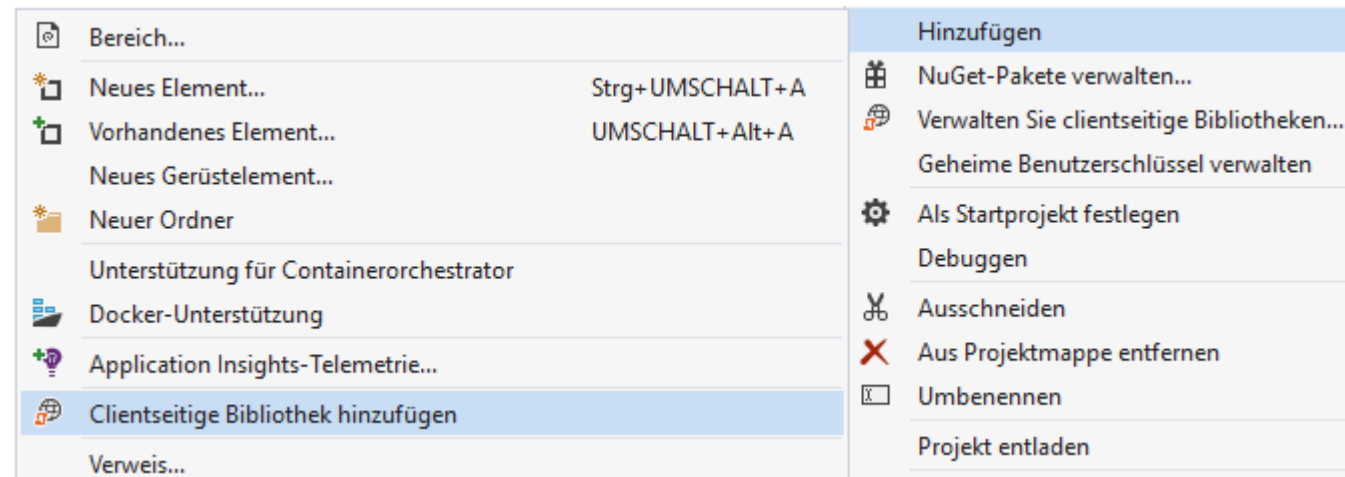 Bereich...
Neues Element... Strg+UMSCHALT+A
Vorhandenes Element... UMSCHALT+Alt+A
Neues Gerüstelement...
Neuer Ordner
Unterstützung für Containerorchestrator
Docker-Unterstützung
Application Insights-Telemetrie...
Clientseitige Bibliothek hinzufügen
Verweis...
Hinzufügen
NuGet-Pakete verwalten...
Verwalten Sie clientseitige Bibliotheken...
Geheime Benutzerschlüssel verwalten
Als Startprojekt festlegen
Debuggen
Ausschneiden
Aus Projektmappe entfernen
Umbenennen
Projekt entladen